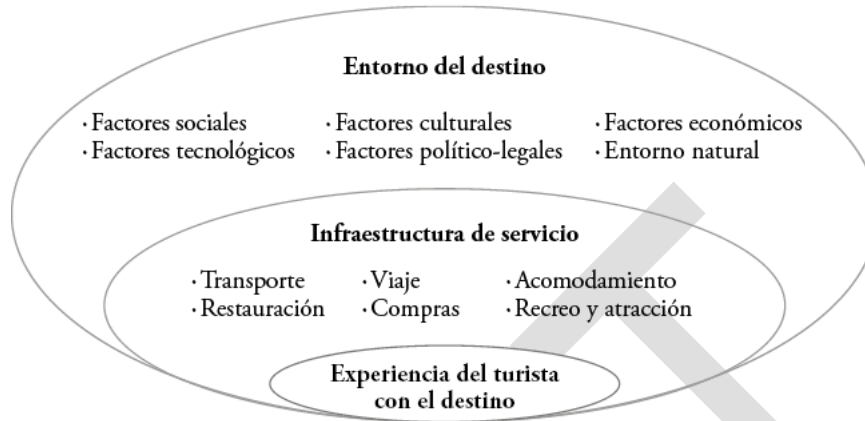 Entorno del destino
· Factores sociales · Factores culturales · Factores económicos
· Factores tecnológicos · Factores político-legales · Entorno natural
Infraestructura de servicio
· Transporte · Viaje · Acomodamiento
· Restauración · Compras · Recreo y atracción
Experiencia del turista
con el destino